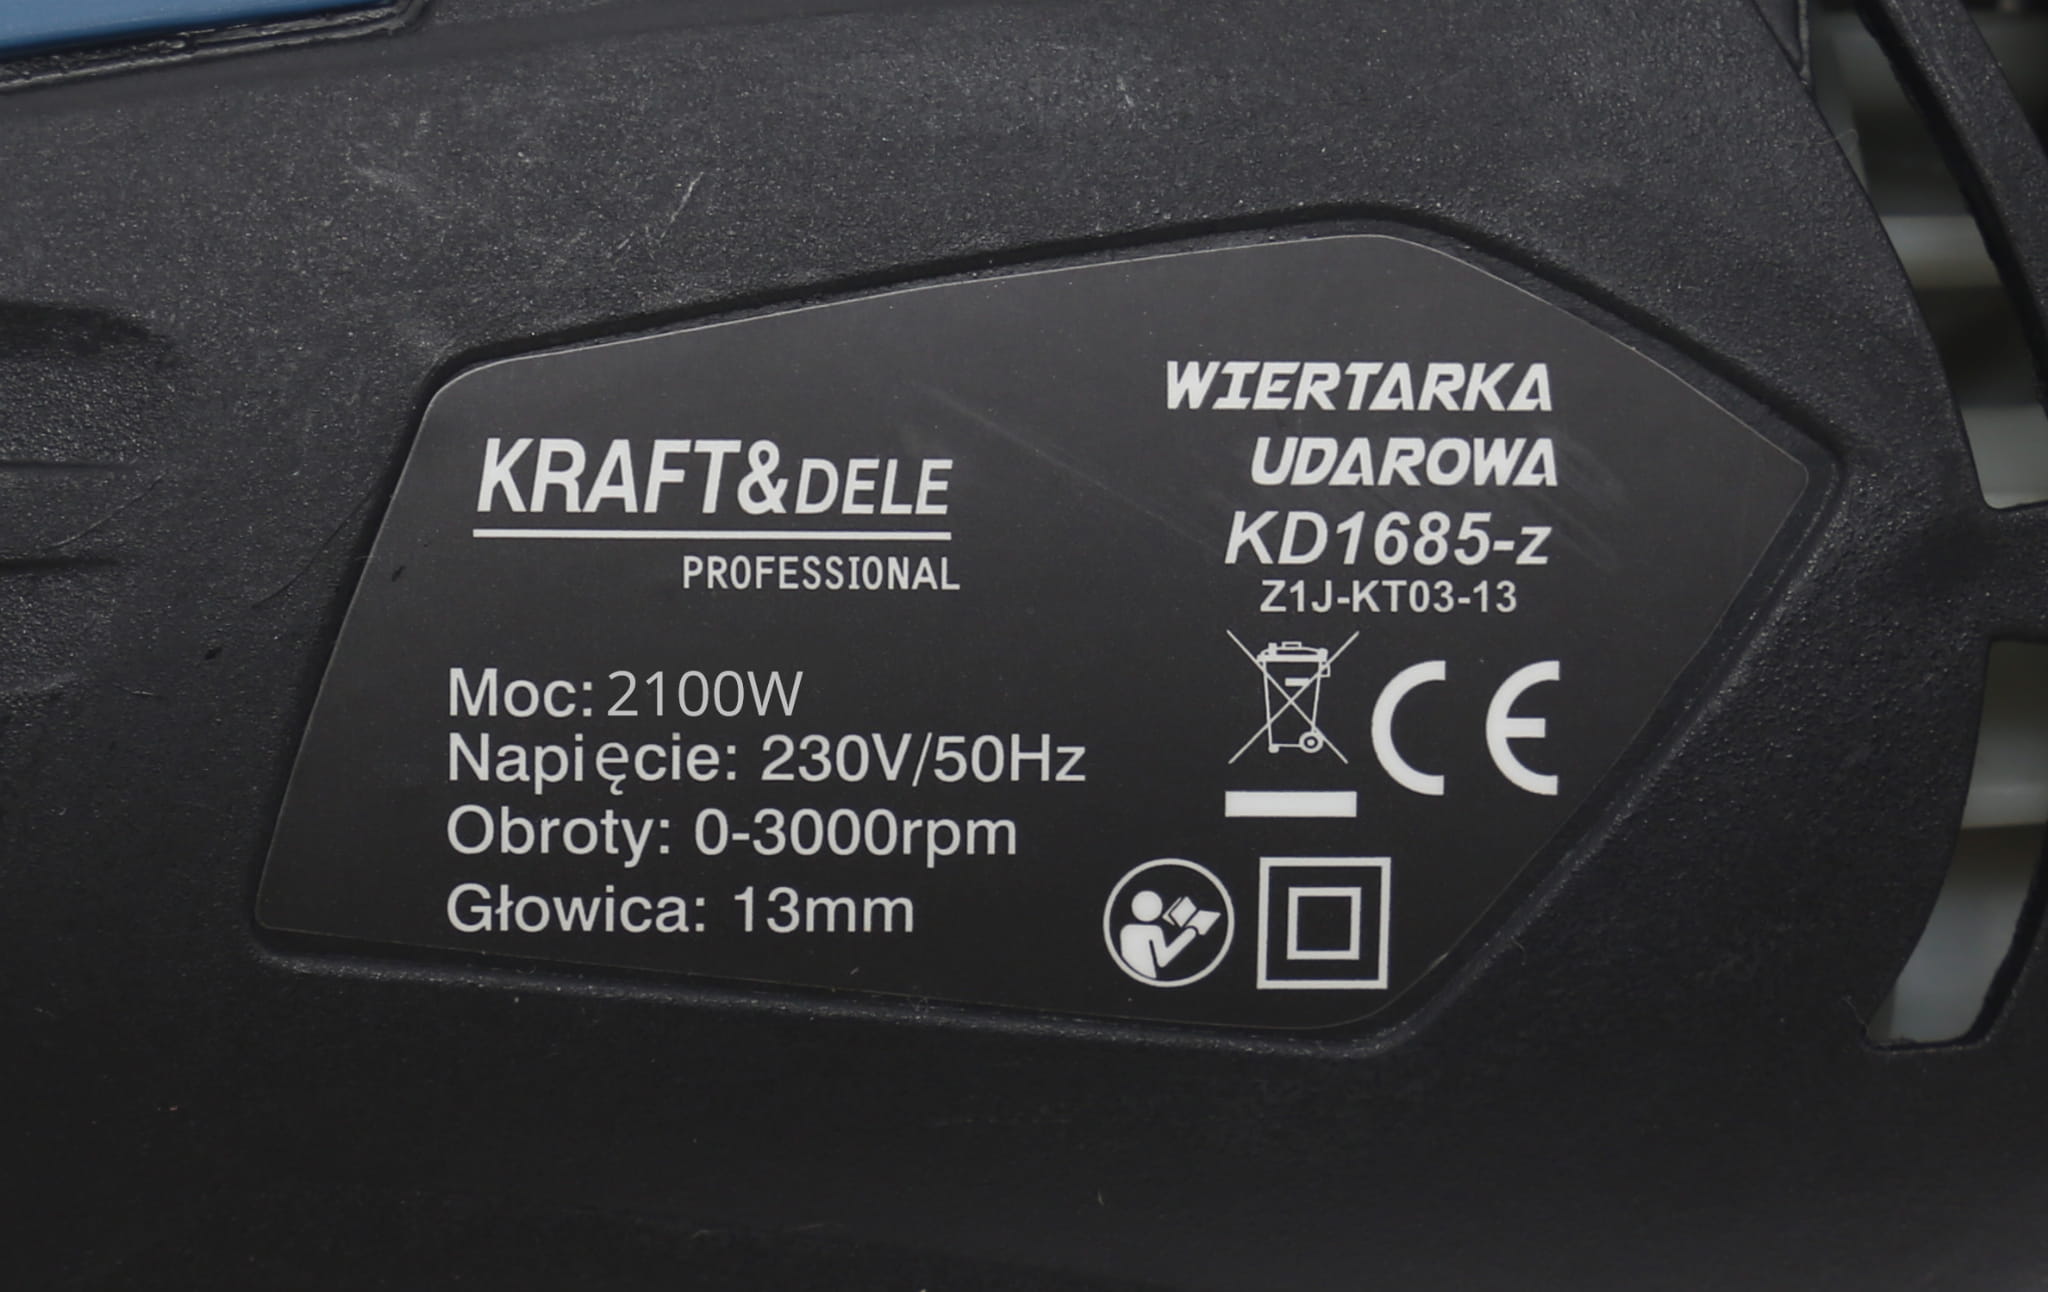 KRAFT&DELE
PROFESSIONAL
WIERTARKA
UDAROWA
KD1685-z
Z1J-KT03-13
Moc: 2100W
Napięcie: 230V/50Hz
Obroty: 0-3000rpm
Głowica: 13mm
CE